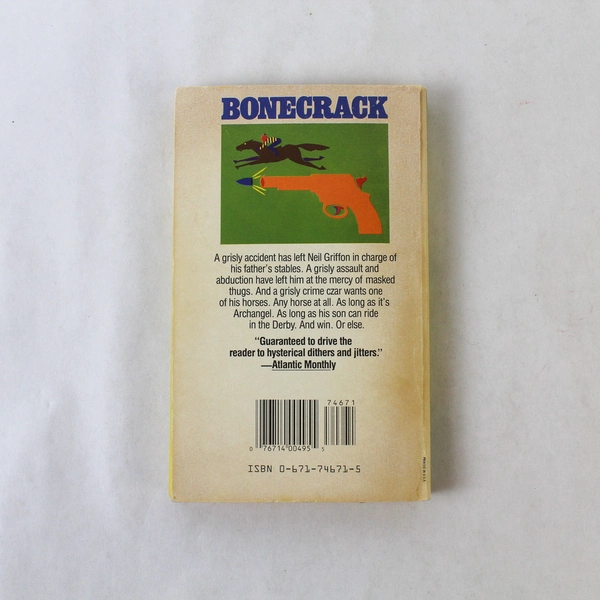 BONECRACK
A grisly accident has left Neil Griffon in charge of
his father's stables. A grisly assault and
abduction have left him at the mercy of masked
thugs. And a grisly crime czar wants one
of his horses. Any horse at all. As long as it's
Archangel. As long as his son can ride
in the Derby. And win. Or else.
"Guaranteed to drive the
reader to hysterical dithers and jitters."
—Atlantic Monthly
74671
0 76714 00495 5
ISBN 0-671-74671-5